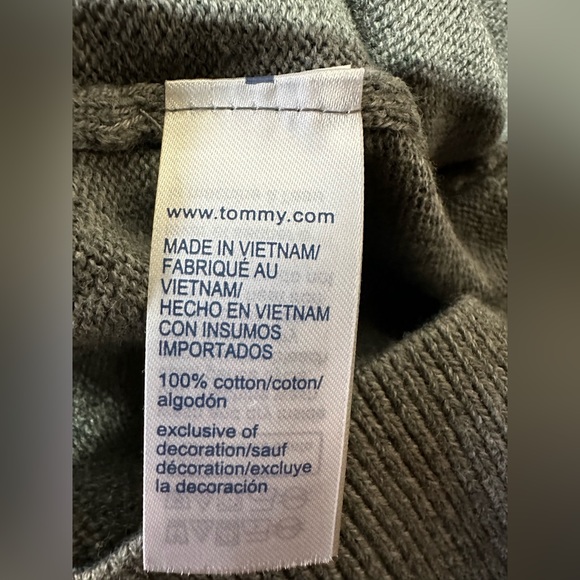 www.tommy.com
MADE IN VIETNAM/
FABRIQUÉ AU
VIETNAM/
HECHO EN VIETNAM
CON INSUMOS
IMPORTADOS
100% cotton/coton/
algodón
exclusive of
decoration/sauf
décoration/excluye
la decoración